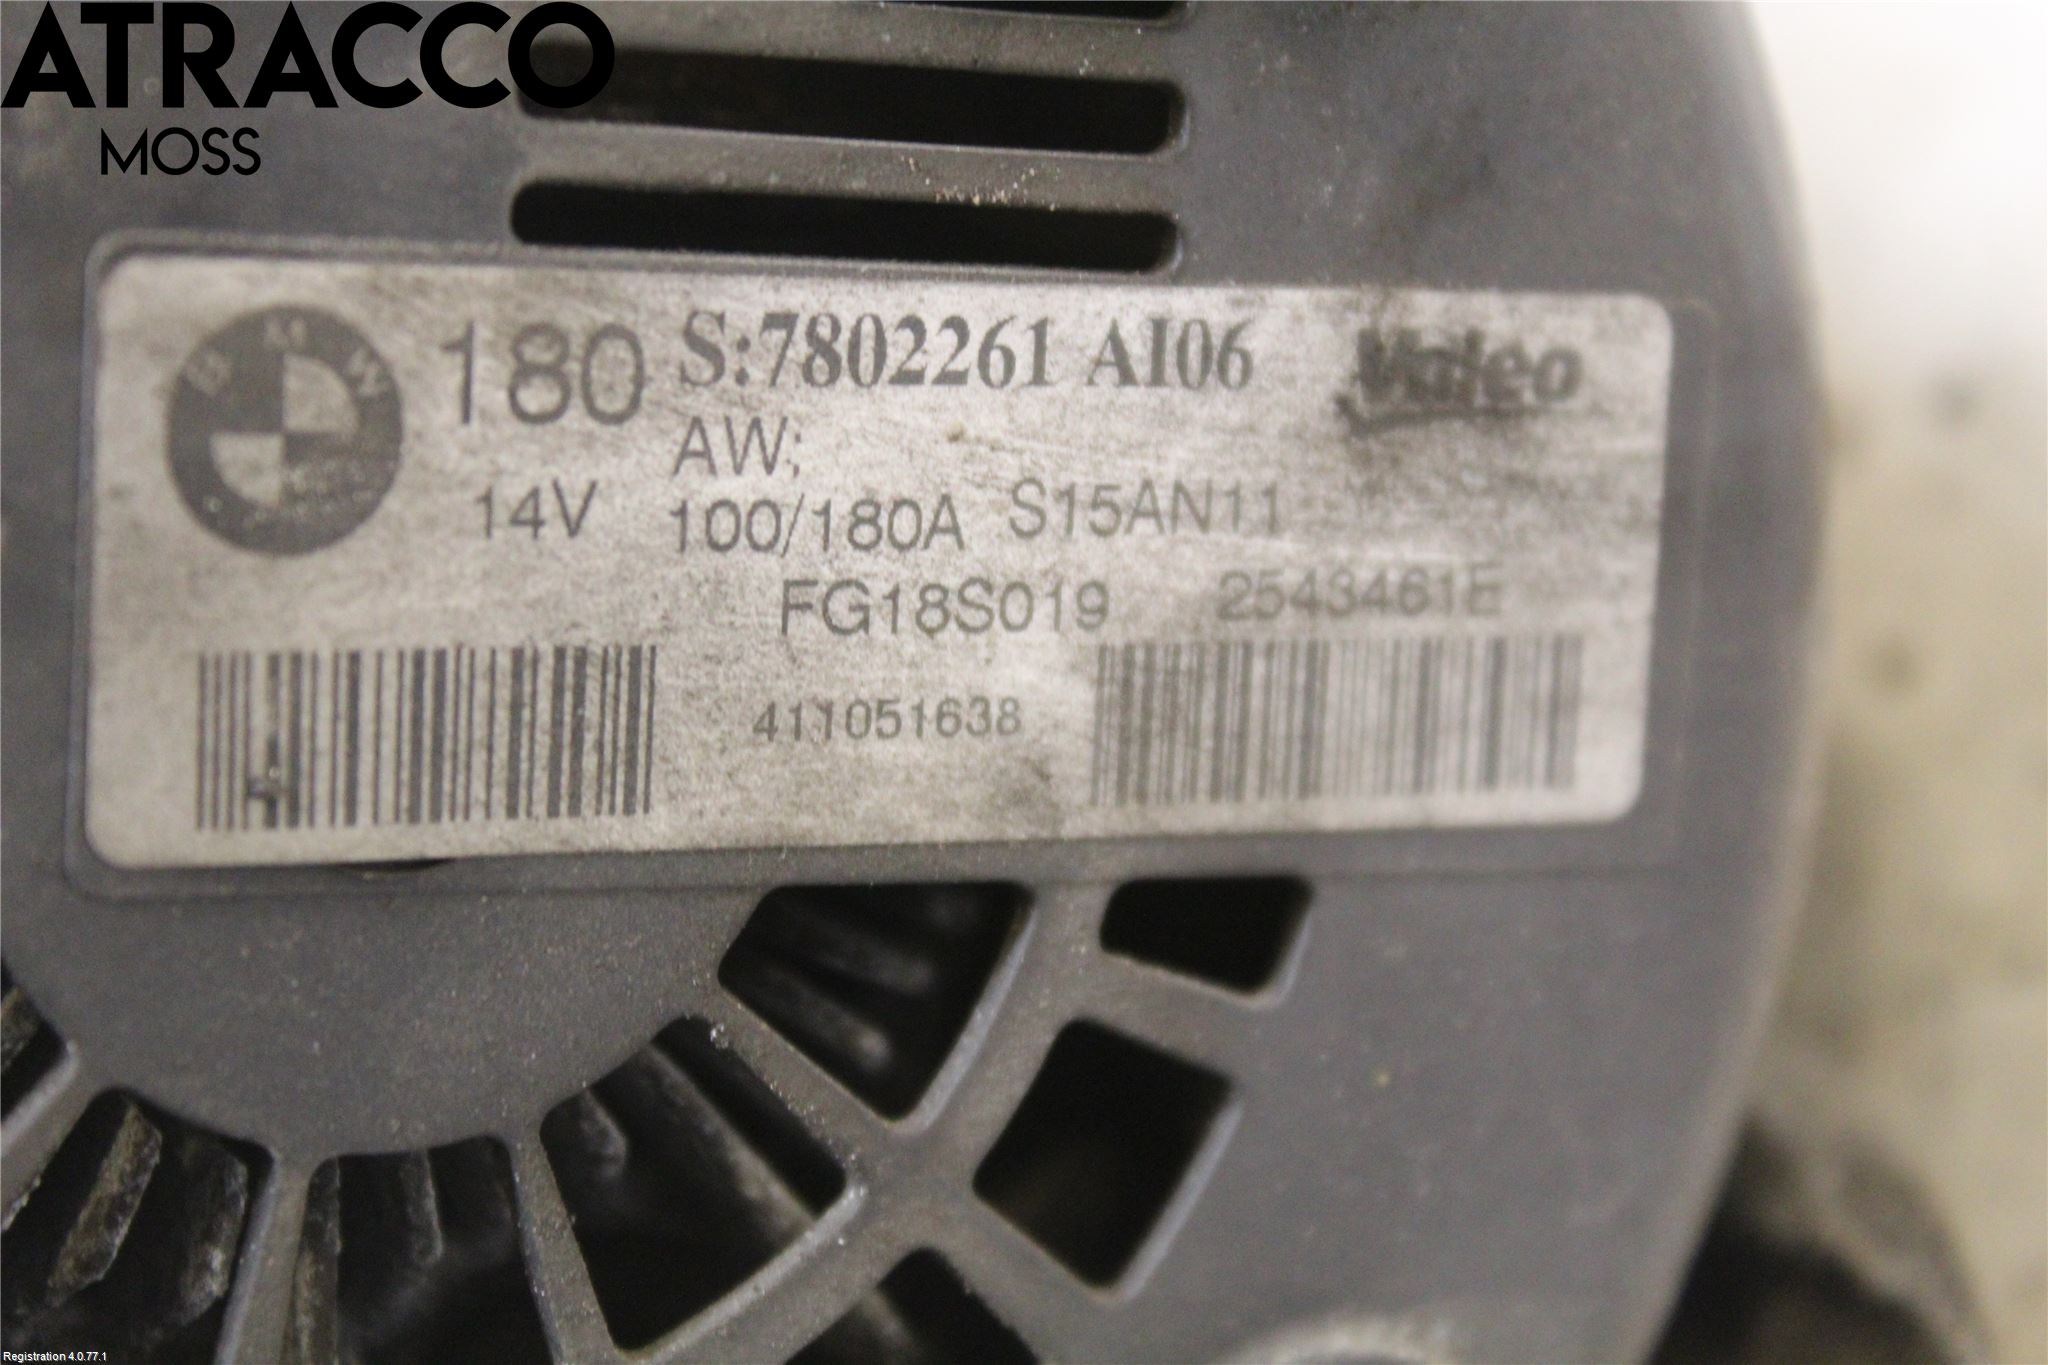 ATRACCO
MOSS
BMW
180 S:7802261 AI06 Valeo
AW;
14V 100/180A S15AN11
FG18S019 2543461E
411051638
Registration 4.0.77.1